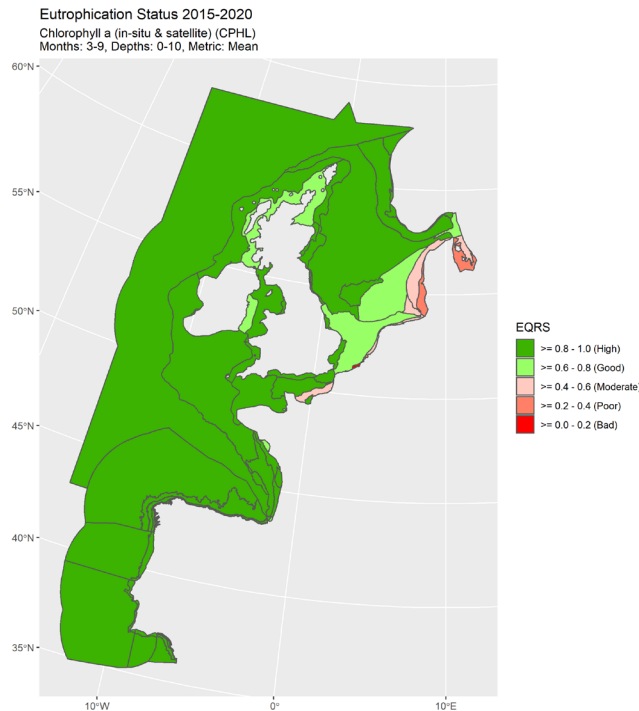 Eutrophication Status 2015-2020
Chlorophyll a (in-situ & satellite) (CPHL)
Months: 3-9, Depths: 0-10, Metric: Mean
60°N
55°N
50°N
45°N
40°N
35°N
10°W
0°
10°E
EQRS
>= 0.8 - 1.0 (High)
>= 0.6 - 0.8 (Good)
>= 0.4 - 0.6 (Moderate)
>= 0.2 - 0.4 (Poor)
>= 0.0 - 0.2 (Bad)